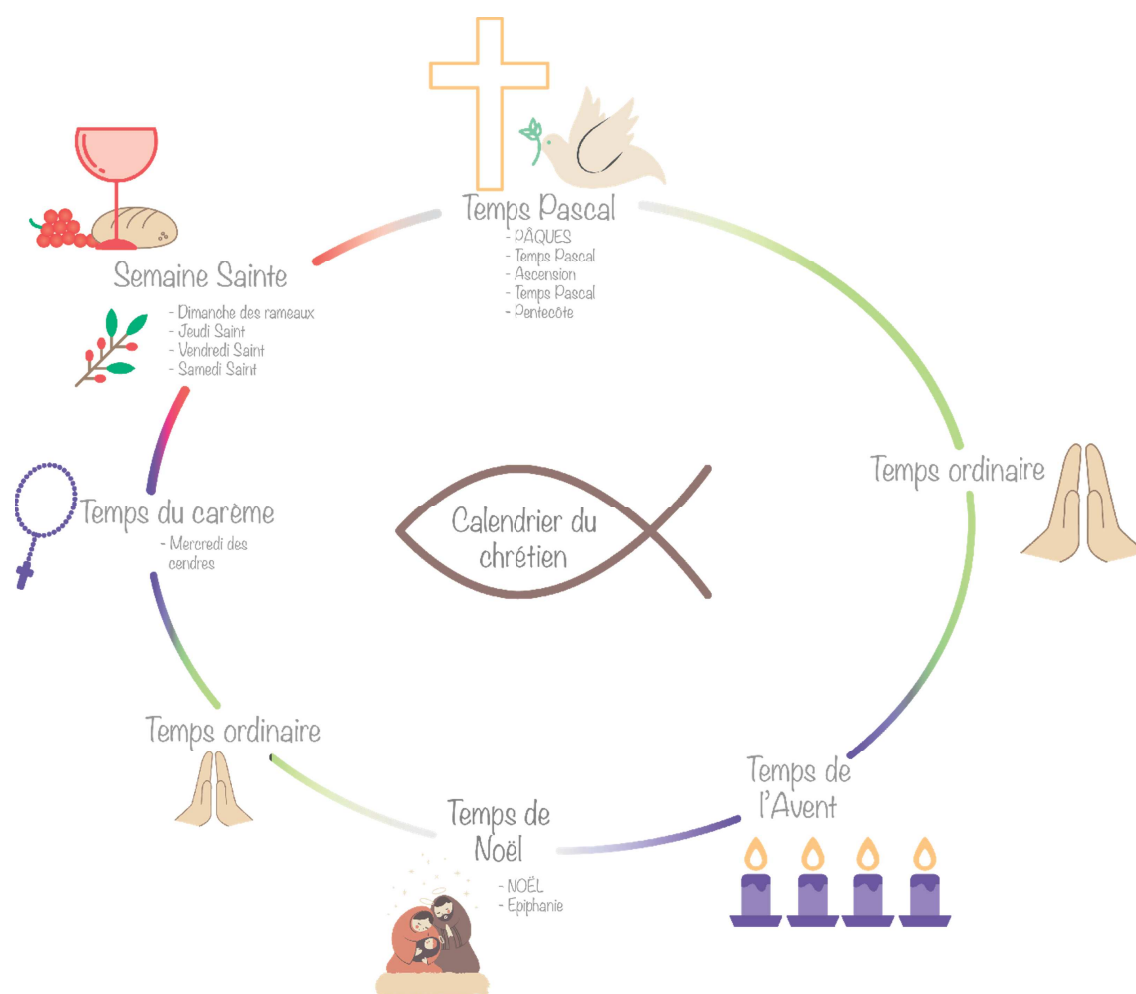 Temps Pascal
- PÂQUES
- Temps Pascal
- Ascension
- Temps Pascal
- Pentecôte
Semaine Sainte
- Dimanche des rameaux
- Jeudi Saint
- Vendredi Saint
- Samedi Saint
Temps ordinaire
Temps du carême
- Mercredi des
cendres
Calendrier du
chrétien
Temps ordinaire
Temps de
l'Avent
Temps de
Noël
- NOËL
- Epiphanie